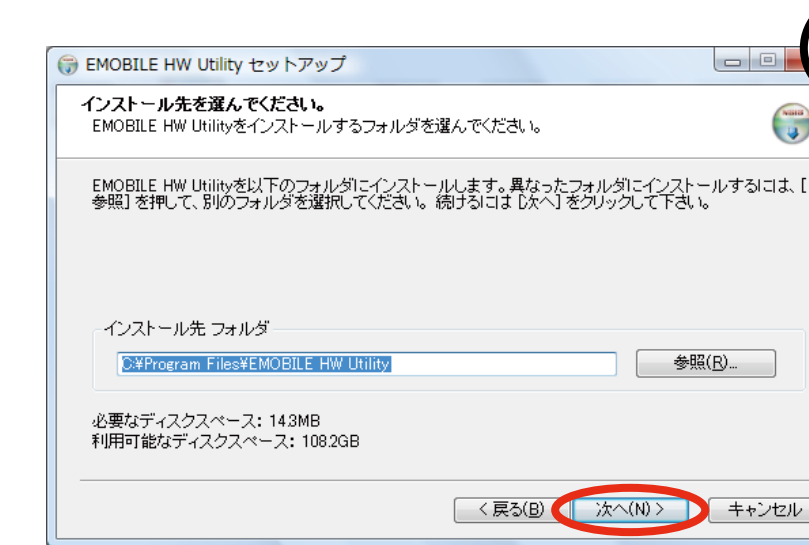 EMOBILE HW Utility セットアップ
インストール先を選んでください。
EMOBILE HW Utilityをインストールするフォルダを選んでください。
EMOBILE HW Utilityを以下のフォルダにインストールします。異なったフォルダにインストールするには、[
参照] を押して、別のフォルダを選択してください。 続けるには [次へ] をクリックして下さい。
インストール先 フォルダ
C:¥Program Files¥EMOBILE HW Utility
参照(R)...
必要なディスクスペース: 14.3MB
利用可能なディスクスペース: 108.2GB
< 戻る(B)
次へ(N) >
キャンセル